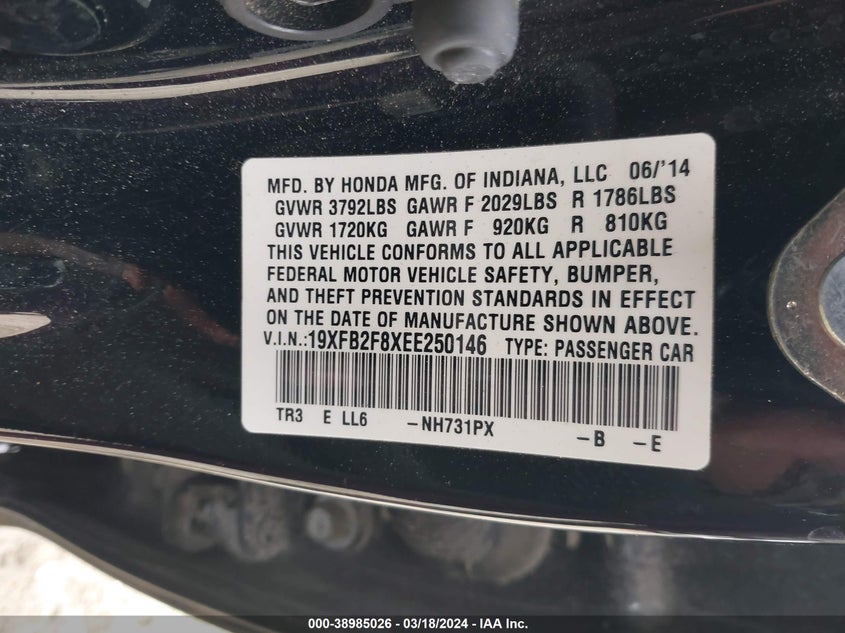 MFD. BY HONDA MFG. OF INDIANA, LLC 06/'14
GVWR 3792LBS GAWR F 2029LBS R 1786LBS
GVWR 1720KG GAWR F 920KG R 810KG
THIS VEHICLE CONFORMS TO ALL APPLICABLE
FEDERAL MOTOR VEHICLE SAFETY, BUMPER,
AND THEFT PREVENTION STANDARDS IN EFFECT
ON THE DATE OF MANUFACTURE SHOWN ABOVE.
V.I.N.:19XFB2F8XEE250146 TYPE: PASSENGER CAR
TR3 E LL6 -NH731PX -B -E
000-38985026 / 03/18/2024 - IAA Inc.